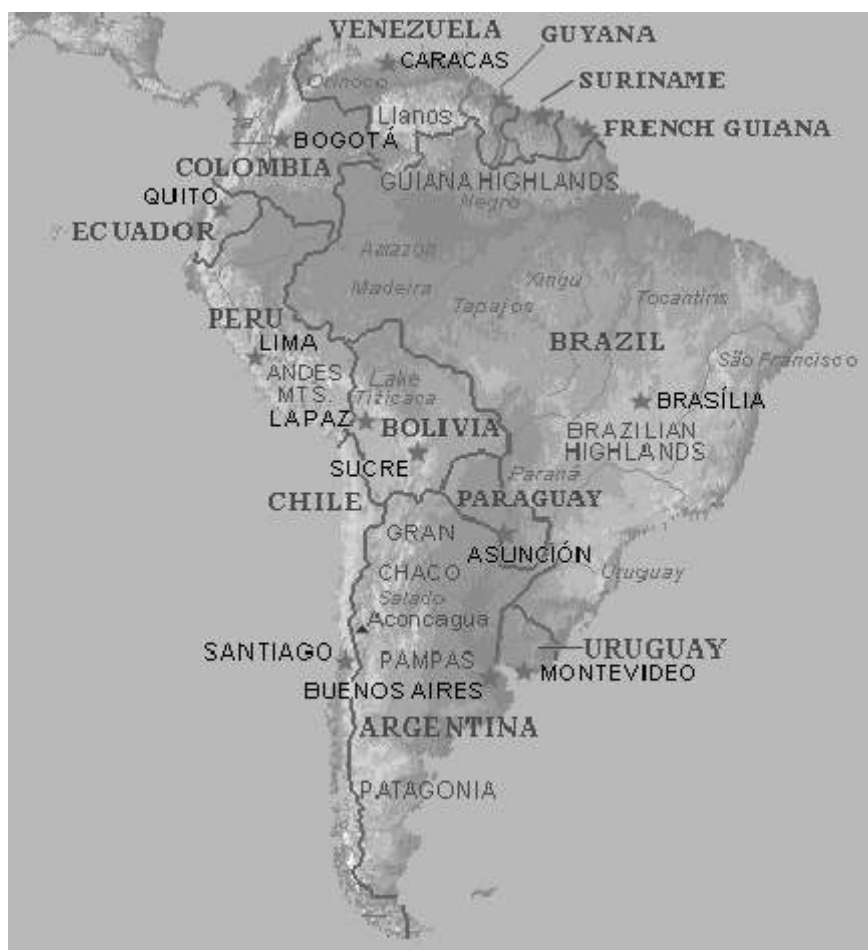 VENEZUELA
GUYANA
CARACAS
Orinoco
SURINAME
Llanos
FRENCH GUIANA
BOGOTÁ
COLOMBIA
GUIANA HIGHLANDS
QUITO
Negro
ECUADOR
Amazon
Madeira
Xingu
Tapajos
Tocantins
PERU
LIMA
BRAZIL
São Francisco
ANDES
MTS.
Lake
Titicaca
BRASÍLIA
LAPAZ
BOLIVIA
BRAZILIAN
HIGHLANDS
SUCRE
Paraná
CHILE
PARAGUAY
GRAN
CHACO
ASUNCIÓN
Uruguay
Salado
Aconcagua
SANTIAGO
PAMPAS
URUGUAY
MONTEVIDEO
BUENOS AIRES
ARGENTINA
PATAGONIA